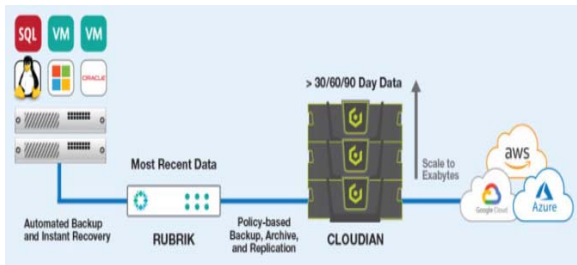 SQL VM VM
ORACLE
> 30/60/90 Day Data
Most Recent Data
Scale to
Exabytes
aws
Google Cloud
Azure
Automated Backup
and Instant Recovery
RUBRIK
Policy-based
Backup, Archive,
and Replication
CLOUDIAN